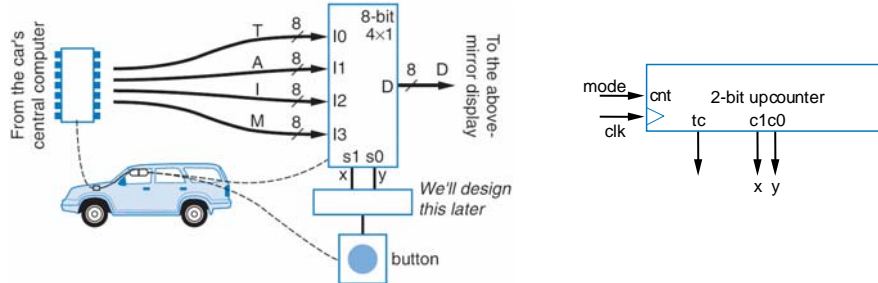 From the car's
central computer
T 8
A 8
I 8
M 8
8-bit
4×1
I0
I1
I2
I3
D
8 D
s1 s0
x y
To the above-
mirror display
We'll design
this later
button
mode
clk
cnt
2-bit upcounter
tc c1c0
x y